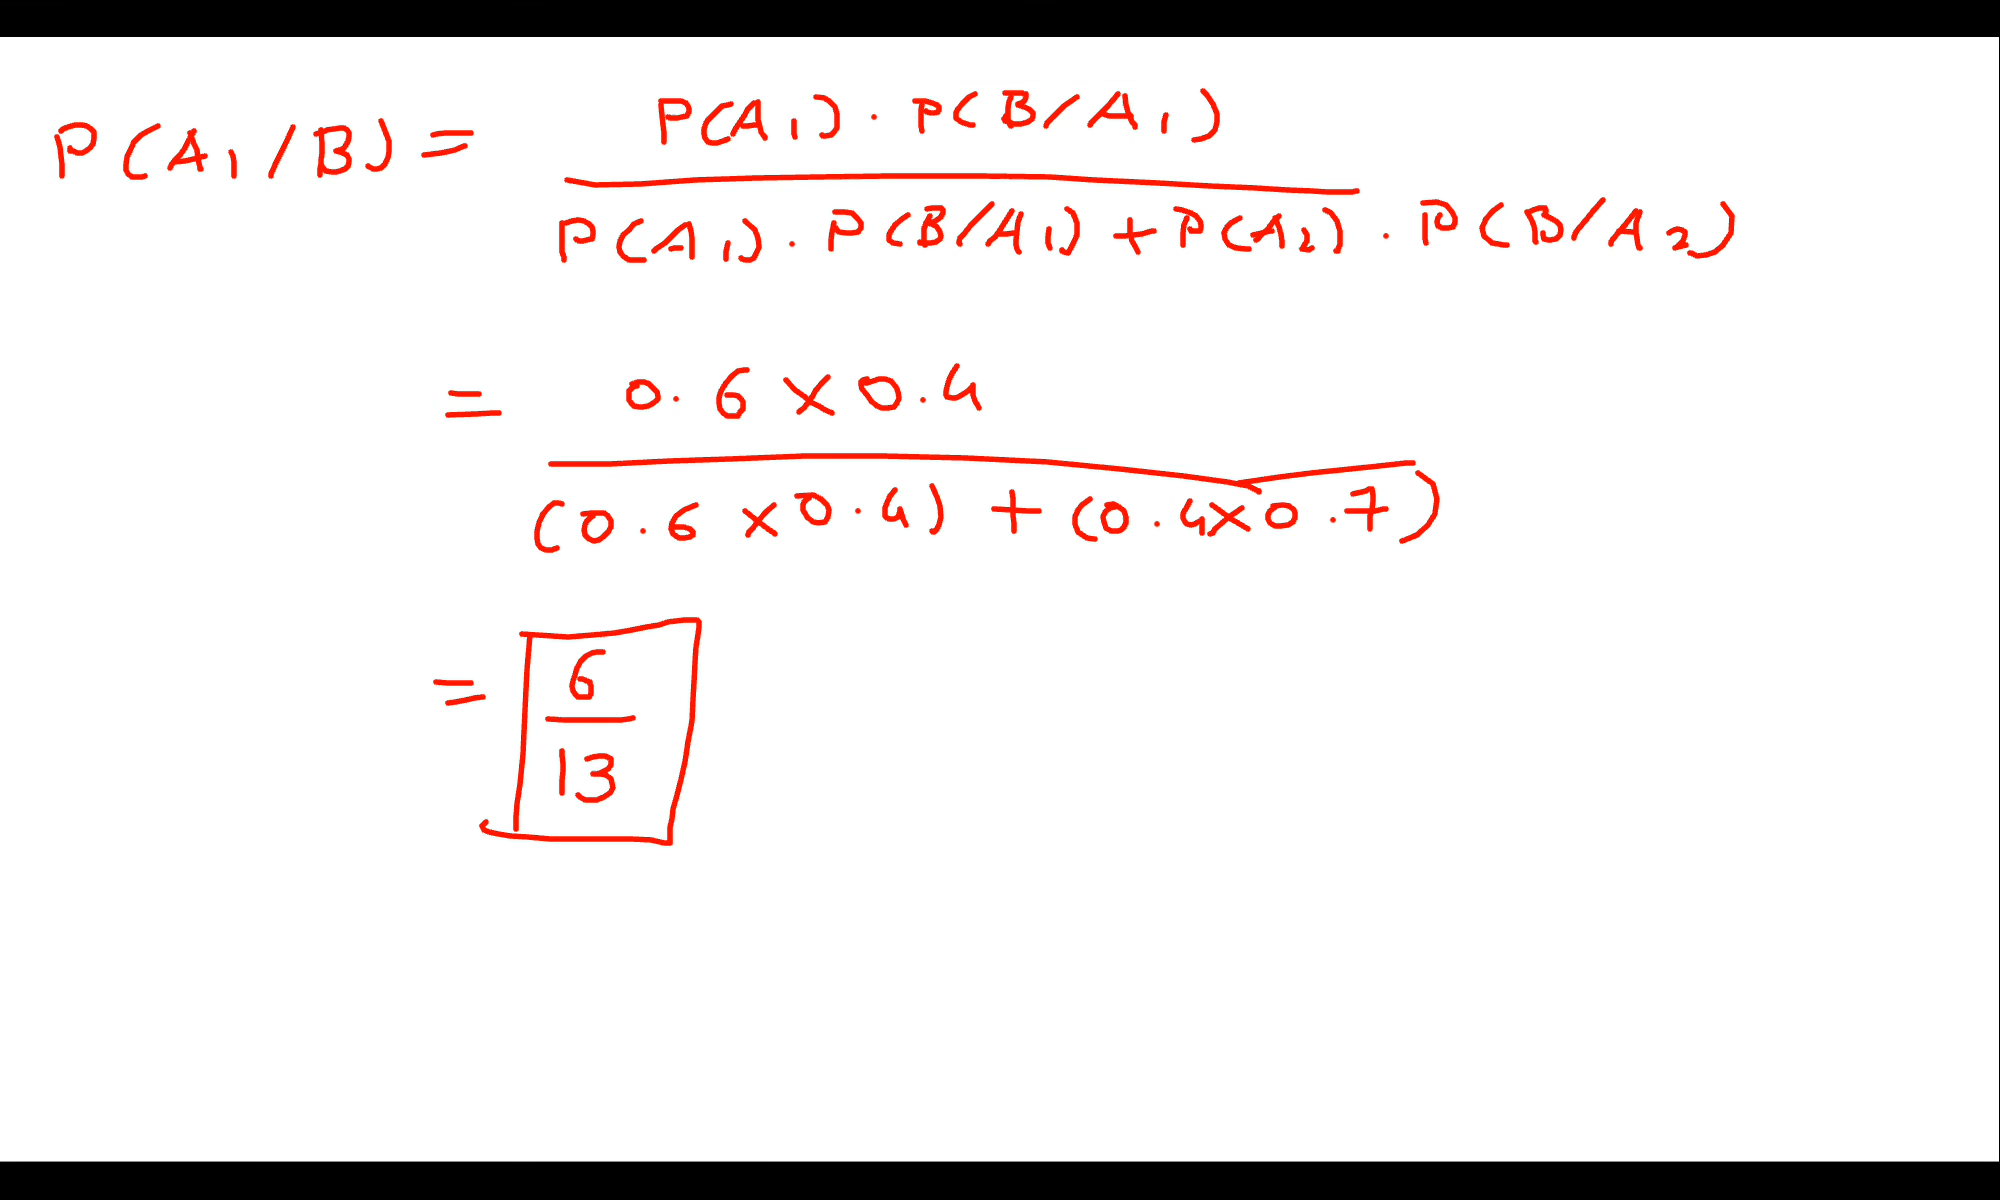 P(A₁/B) = P(A₁) · P(B/A₁)
P(A₁) · P(B/A₁) + P(A₂) · P(B/A₂)
= 0.6 × 0.4
(0.6 × 0.4) + (0.4 × 0.7)
= 6
13